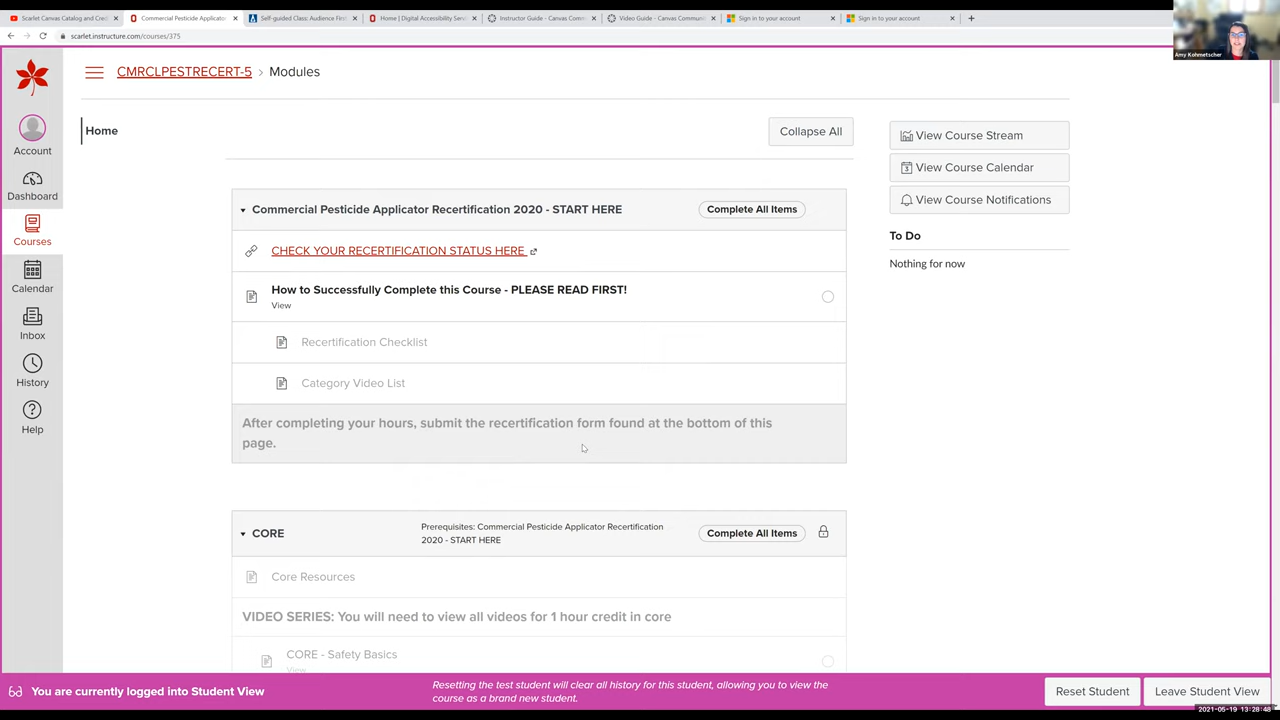 Scarlet Canvas Catalog and Cred
Commercial Pesticide Applicator
Self-guided Class: Audience First
Home | Digital Accessibility Serv
Instructor Guide - Canvas Comm
Video Guide - Canvas Communi
Sign in to your account
Sign in to your account
scarlet.instructure.com/courses/375
Amy Kohmetscher
CMRCLPESTRECERT-5 > Modules
Account
Dashboard
Courses
Calendar
Inbox
History
Help
Home
Collapse All
Commercial Pesticide Applicator Recertification 2020 - START HERE
Complete All Items
CHECK YOUR RECERTIFICATION STATUS HERE
How to Successfully Complete this Course - PLEASE READ FIRST!
View
Recertification Checklist
Category Video List
After completing your hours, submit the recertification form found at the bottom of this
page.
CORE
Prerequisites: Commercial Pesticide Applicator Recertification
2020 - START HERE
Complete All Items
Core Resources
VIDEO SERIES: You will need to view all videos for 1 hour credit in core
CORE - Safety Basics
View
View Course Stream
View Course Calendar
View Course Notifications
To Do
Nothing for now
You are currently logged into Student View
Resetting the test student will clear all history for this student, allowing you to view the
course as a brand new student.
Reset Student
Leave Student View
2021-05-19 13:28:48